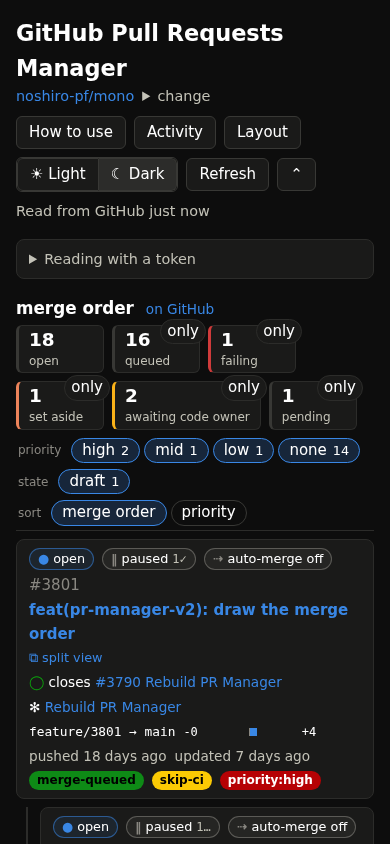 GitHub Pull Requests
Manager
noshiro-pf/mono ▶ change
How to use Activity Layout
☀ Light ☾ Dark Refresh ⌃
Read from GitHub just now
▶ Reading with a token
merge order on GitHub
18 open
16 queued only
1 failing only
1 set aside only
2 awaiting code owner only
1 pending only
priority high 2 mid 1 low 1 none 14
state draft 1
sort merge order priority
open ‖ paused 1✓ ⇢ auto-merge off
#3801
feat(pr-manager-v2): draw the merge
order
⧉ split view
closes #3790 Rebuild PR Manager
✻ Rebuild PR Manager
feature/3801 → main -0 +4
pushed 18 days ago updated 7 days ago
merge-queued skip-ci priority:high
open ‖ paused 1… ⇢ auto-merge off